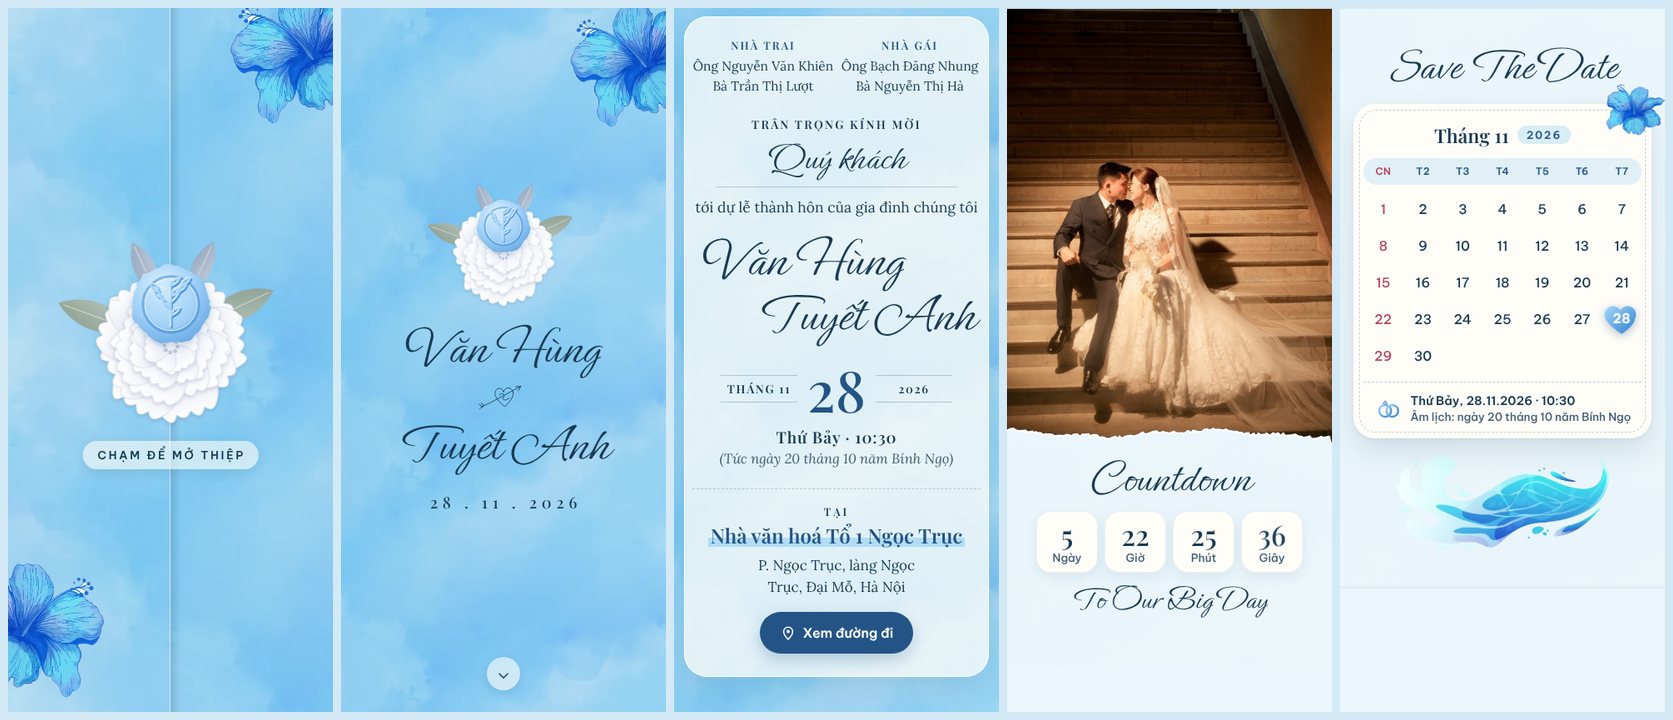 CHẠM ĐỂ MỞ THIỆP
Văn Hùng
Tuyết Anh
28 . 11 . 2026
NHÀ TRAI
Ông Nguyễn Văn Khiên
Bà Trần Thị Lượt
NHÀ GÁI
Ông Bạch Đăng Nhung
Bà Nguyễn Thị Hà
TRÂN TRỌNG KÍNH MỜI
Quý khách
tới dự lễ thành hôn của gia đình chúng tôi
Văn Hùng
Tuyết Anh
THÁNG 11 28 2026
Thứ Bảy · 10:30
(Tức ngày 20 tháng 10 năm Bính Ngọ)
TẠI
Nhà văn hoá Tổ 1 Ngọc Trục
P. Ngọc Trục, làng Ngọc
Trục, Đại Mỗ, Hà Nội
Xem đường đi
Countdown
5 22 25 36
Ngày Giờ Phút Giây
To Our Big Day
Save The Date
Tháng 11 2026
CN T2 T3 T4 T5 T6 T7
1 2 3 4 5 6 7
8 9 10 11 12 13 14
15 16 17 18 19 20 21
22 23 24 25 26 27 28
29 30
Thứ Bảy, 28.11.2026 · 10:30
Âm lịch: ngày 20 tháng 10 năm Bính Ngọ